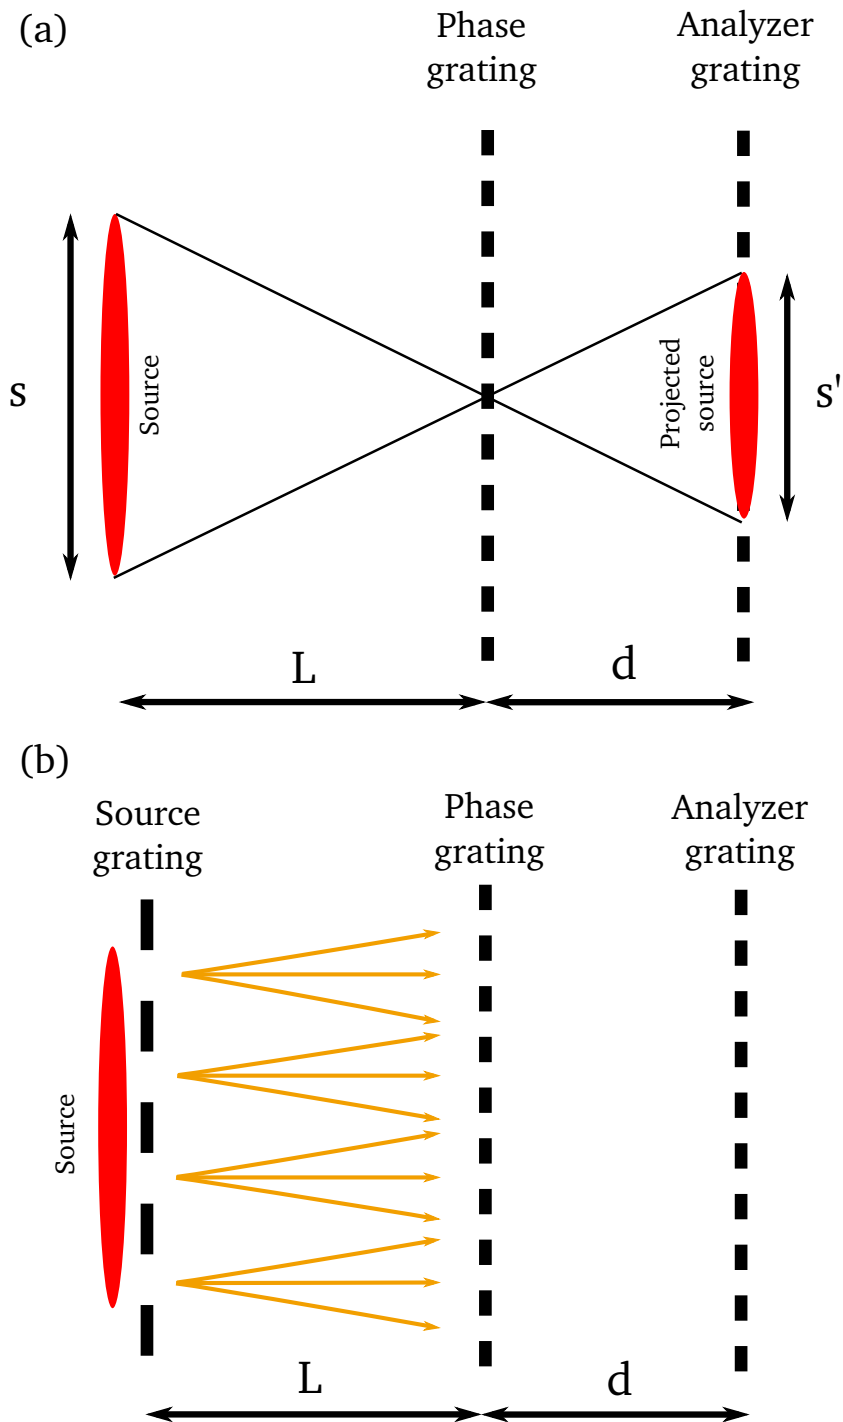 (a)
Phase
grating
Analyzer
grating
s
Source
Projected
source
s'
L
d
(b)
Source
grating
Phase
grating
Analyzer
grating
Source
L
d